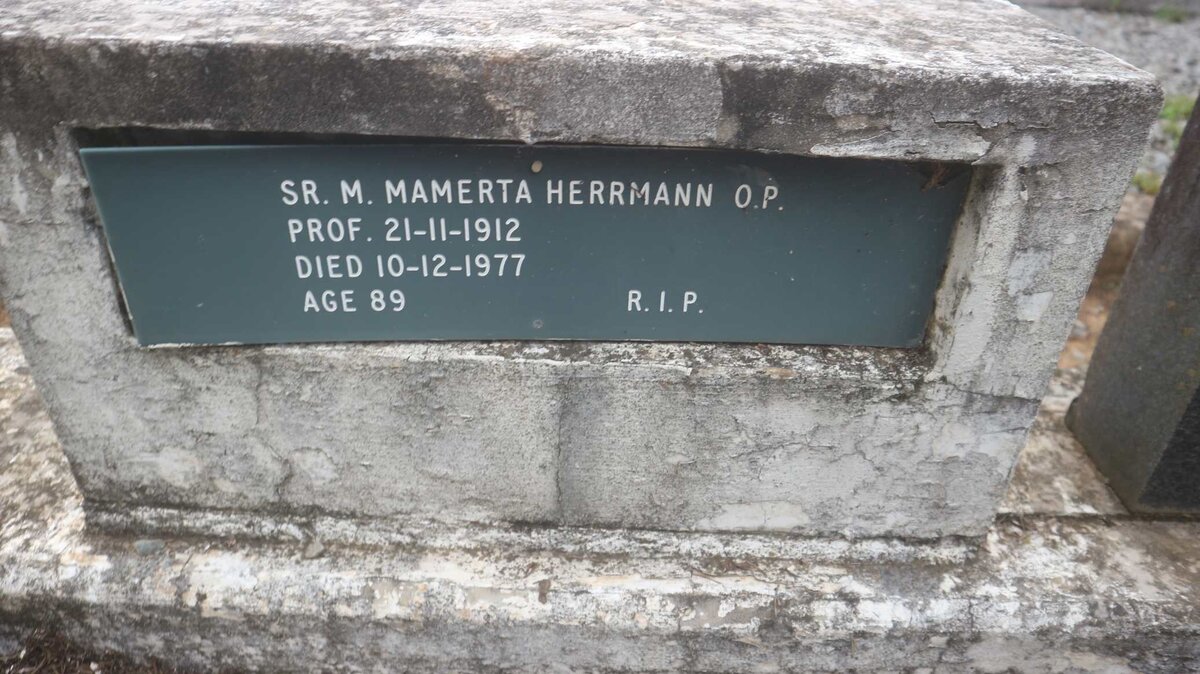 SR. M. MAMERTA HERRMANN O.P.
PROF. 21-11-1912
DIED 10-12-1977
AGE 89 R.I.P.